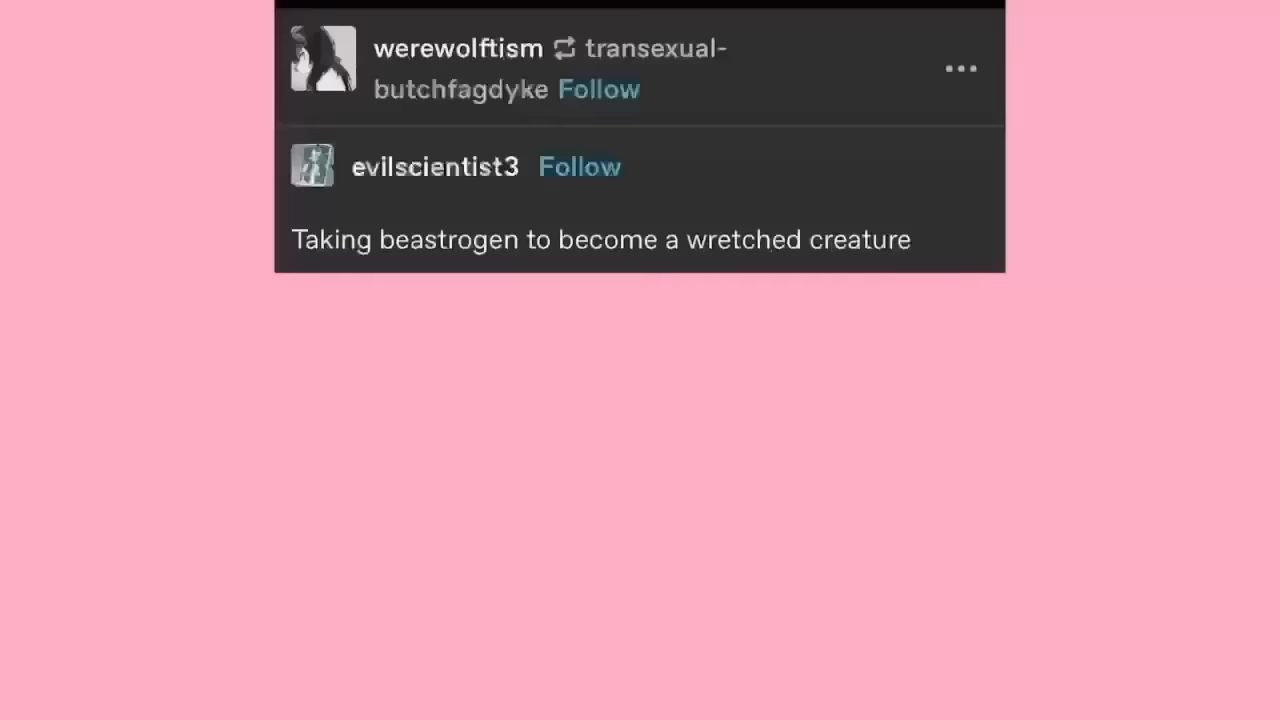 werewolftism transexual-
butchfagdyke Follow
evilscientist3 Follow
Taking beastrogen to become a wretched creature